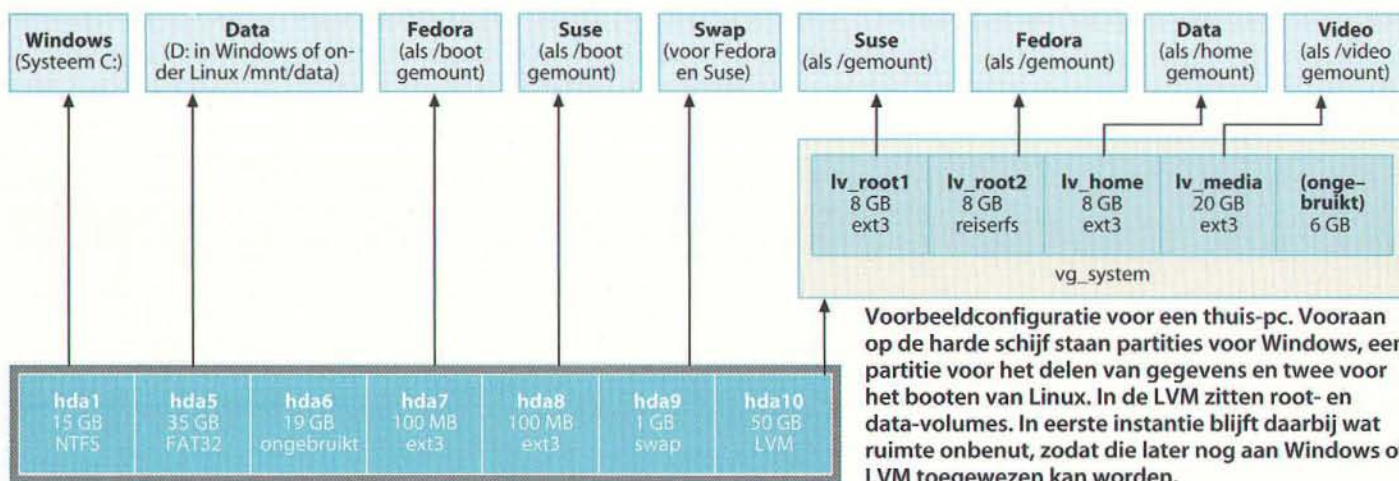 Windows
(Systeem C:)
Data
(D: in Windows of on-
der Linux /mnt/data)
Fedora
(als /boot
gemount)
Suse
(als /boot
gemount)
Swap
(voor Fedora
en Suse)
Suse
(als /gemount)
Fedora
(als /gemount)
Data
(als /home
gemount)
Video
(als /video
gemount)
lv_root1
8 GB
ext3
lv_root2
8 GB
reiserfs
lv_home
8 GB
ext3
lv_media
20 GB
ext3
(onge-
bruikt)
6 GB
vg_system
hda1
15 GB
NTFS
hda5
35 GB
FAT32
hda6
19 GB
ongebruikt
hda7
100 MB
ext3
hda8
100 MB
ext3
hda9
1 GB
swap
hda10
50 GB
LVM
Voorbeeldconfiguratie voor een thuis-pc. Vooraan
op de harde schijf staan partities voor Windows, een
partitie voor het delen van gegevens en twee voor
het booten van Linux. In de LVM zitten root- en
data-volumes. In eerste instantie blijft daarbij wat
ruimte onbenut, zodat die later nog aan Windows o
LVM toegewezen kan worden.